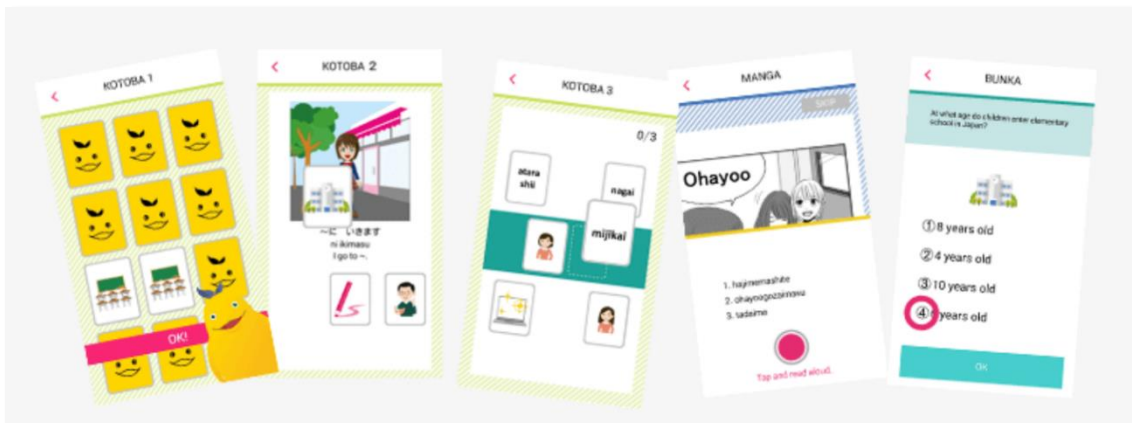 KOTOBA 1
OK!
KOTOBA 2
～に いきます
ni ikimasu
I go to ~.
KOTOBA 3
0/3
atara
shii
nagai
mijikai
MANGA
SKIP
Ohayoo
1. hajimemashite
2. ohayoogozaimasu
3. tadaima
Tap and read aloud.
BUNKA
At what age do children enter elementary
school in Japan?
①8 years old
②4 years old
③10 years old
④ years old
OK